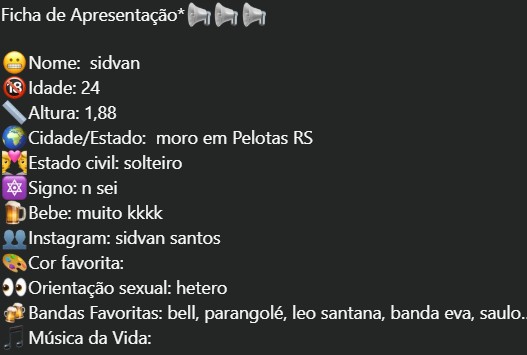 Ficha de Apresentação*📢📢📢
😬Nome:  sidvan
🔞Idade: 24
📏Altura: 1,88
🌍Cidade/Estado:  moro em Pelotas RS
👩‍❤️‍👨Estado civil: solteiro
🔯Signo: n sei
🍺Bebe: muito kkkk
👥Instagram: sidvan santos
🎨Cor favorita:
👀Orientação sexual: hetero
🍻Bandas Favoritas: bell, parangolé, leo santana, banda eva, saulo..
🎵Música da Vida: